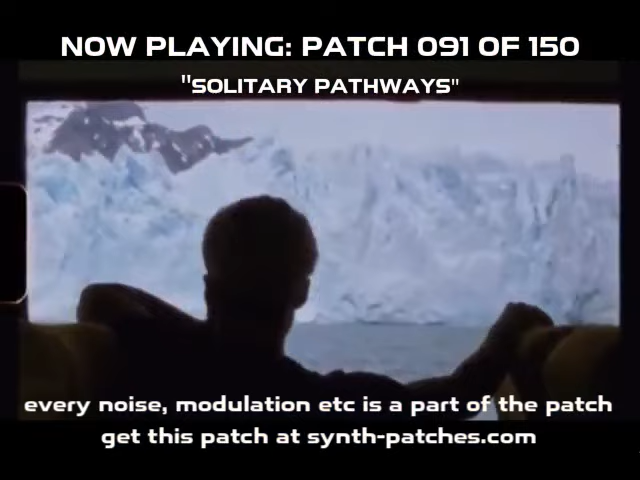 NOW PLAYING: PATCH 091 OF 150
"SOLITARY PATHWAYS"
every noise, modulation etc is a part of the patch
get this patch at synth-patches.com